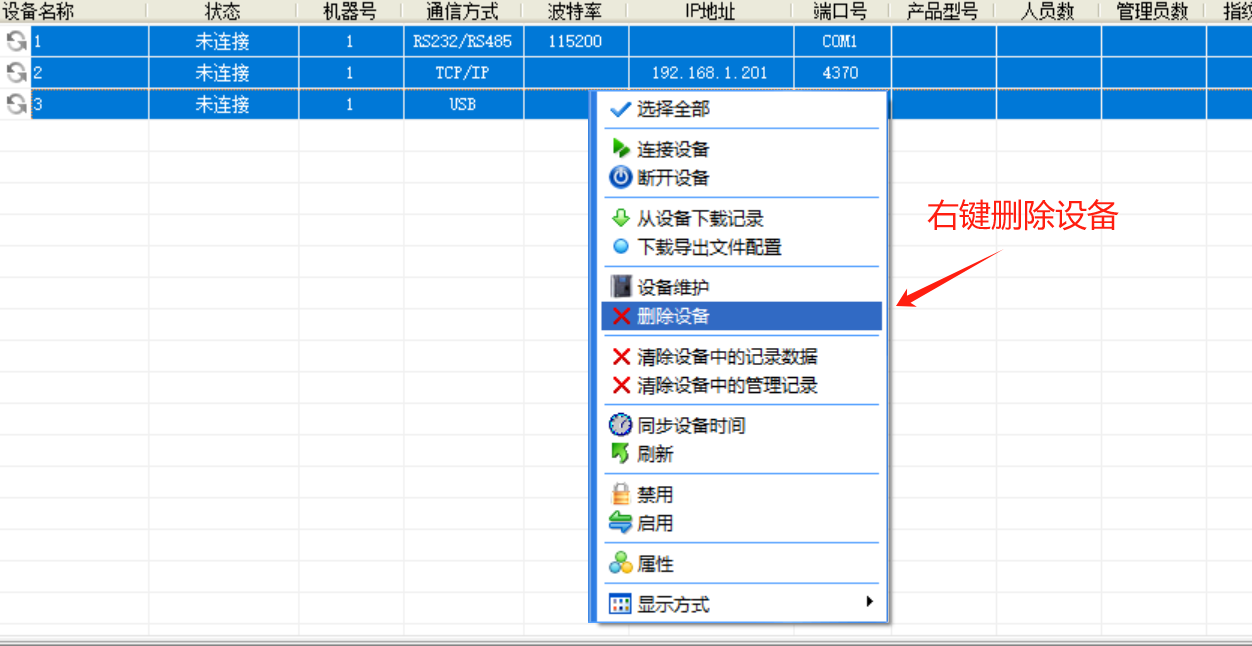 设备名称 状态 机器号 通信方式 波特率 IP地址 端口号 产品型号 人员数 管理员数
1 未连接 1 RS232/RS485 115200 COM1
2 未连接 1 TCP/IP 192.168.1.201 4370
3 未连接 1 USB
选择全部
连接设备
断开设备
从设备下载记录
下载导出文件配置
设备维护
删除设备
清除设备中的记录数据
清除设备中的管理记录
同步设备时间
刷新
禁用
启用
属性
显示方式
右键删除设备